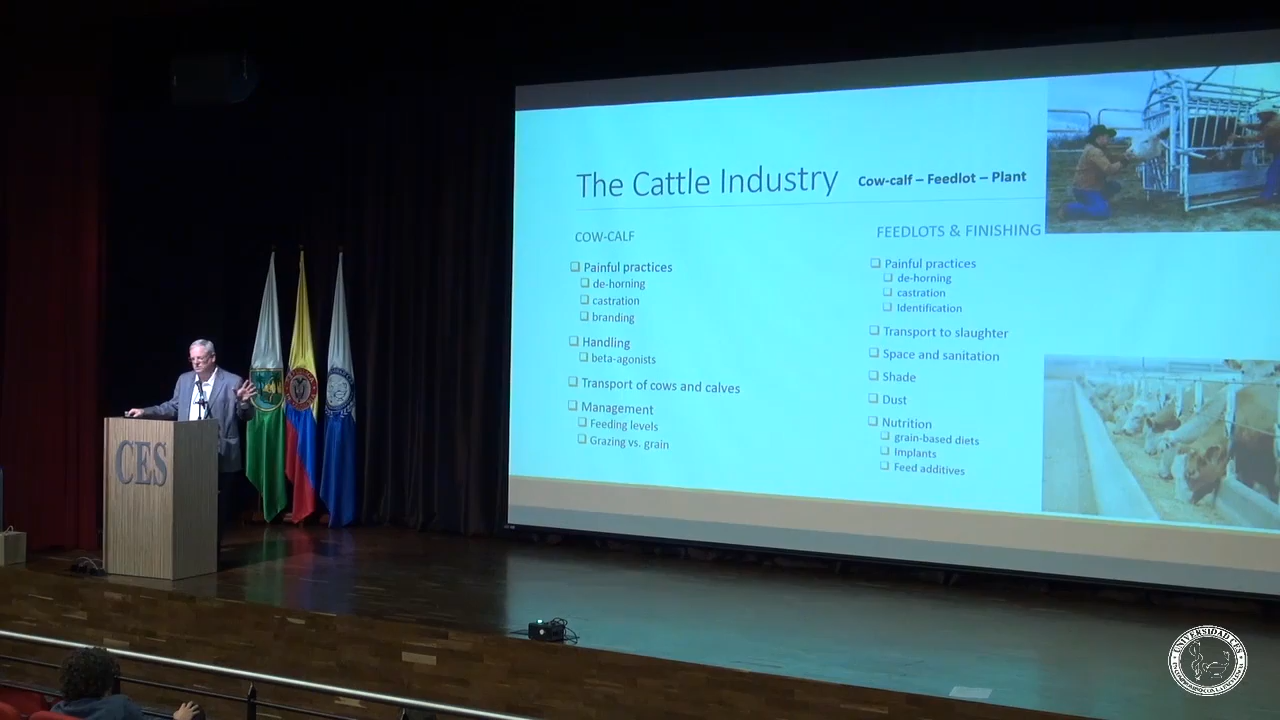 The Cattle Industry
Cow-calf – Feedlot – Plant
COW-CALF
❑ Painful practices
❑ de-horning
❑ castration
❑ branding
❑ Handling
❑ beta-agonists
❑ Transport of cows and calves
❑ Management
❑ Feeding levels
❑ Grazing vs. grain
FEEDLOTS & FINISHING
❑ Painful practices
❑ de-horning
❑ castration
❑ Identification
❑ Transport to slaughter
❑ Space and sanitation
❑ Shade
❑ Dust
❑ Nutrition
❑ grain-based diets
❑ Implants
❑ Feed additives
CES
UNIVERSIDAD CES